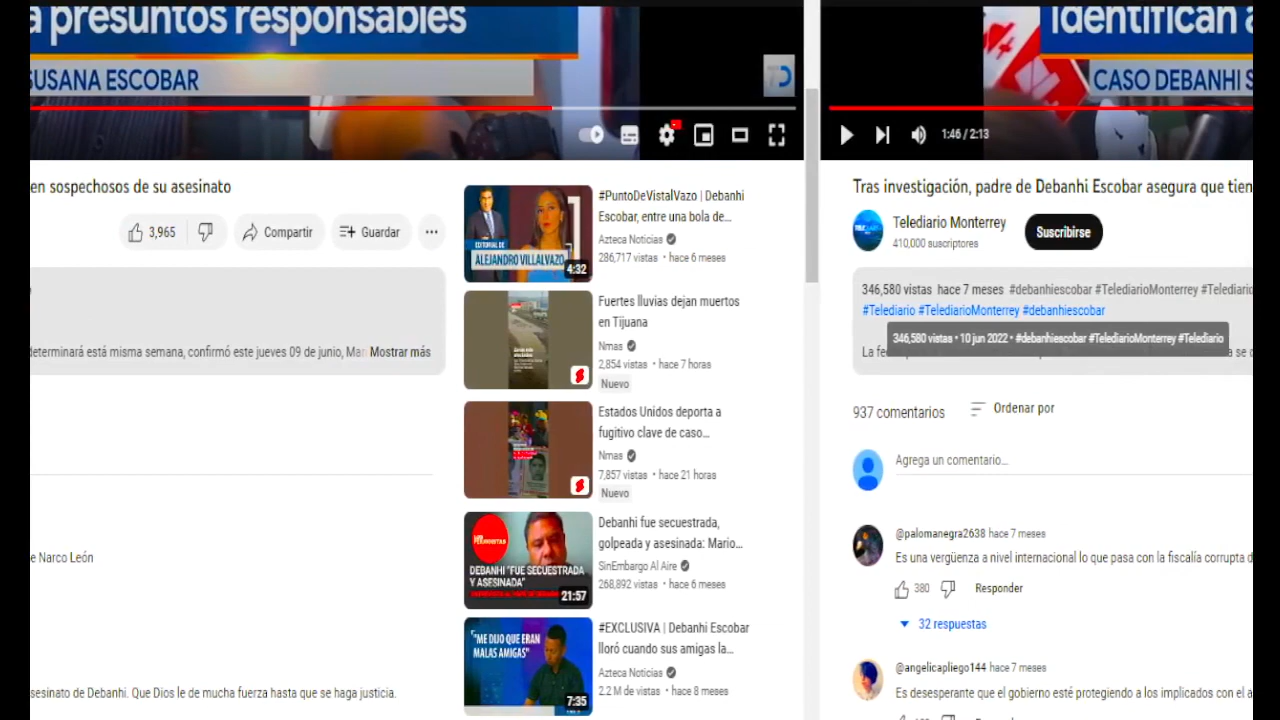 a presuntos responsables
SUSANA ESCOBAR
en sospechosos de su asesinato
3,965
Compartir
Guardar
determinará está misma semana, confirmó este jueves 09 de junio, Mar Mostrar más
e Narco León
sesinato de Debanhi. Que Dios le de mucha fuerza hasta que se haga justicia.
EDITORIAL DE
ALEJANDRO VILLALVAZO
4:32
#PuntoDeVistalVazo | Debanhi
Escobar, entre una bola de…
Azteca Noticias
286,717 vistas • hace 6 meses
Fuertes lluvias dejan muertos
en Tijuana
Nmas
2,854 vistas • hace 7 horas
Nuevo
Estados Unidos deporta a
fugitivo clave de caso…
Nmas
7,857 vistas • hace 21 horas
Nuevo
DEBANHI "FUE SECUESTRADA
Y ASESINADA"
21:57
Debanhi fue secuestrada,
golpeada y asesinada: Mario…
SinEmbargo Al Aire
268,892 vistas • hace 6 meses
"ME DIJO QUE ERAN
MALAS AMIGAS"
7:35
#EXCLUSIVA | Debanhi Escobar
lloró cuando sus amigas la…
Azteca Noticias
2.2 M de vistas • hace 8 meses
Identifican a
CASO DEBANHI S
1:46 / 2:13
Tras investigación, padre de Debanhi Escobar asegura que tien
Telediario Monterrey
410,000 suscriptores
Suscribirse
346,580 vistas hace 7 meses #debanhiescobar #TelediarioMonterrey #Telediario
#Telediario #TelediarioMonterrey #debanhiescobar
346,580 vistas • 10 jun 2022 • #debanhiescobar #TelediarioMonterrey #Telediario
La fe
se d
937 comentarios
Ordenar por
Agrega un comentario...
@palomanegra2638 hace 7 meses
Es una vergüenza a nivel internacional lo que pasa con la fiscalía corrupta d
380
Responder
32 respuestas
@angelicapliego144 hace 7 meses
Es desesperante que el gobierno esté protegiendo a los implicados con el a